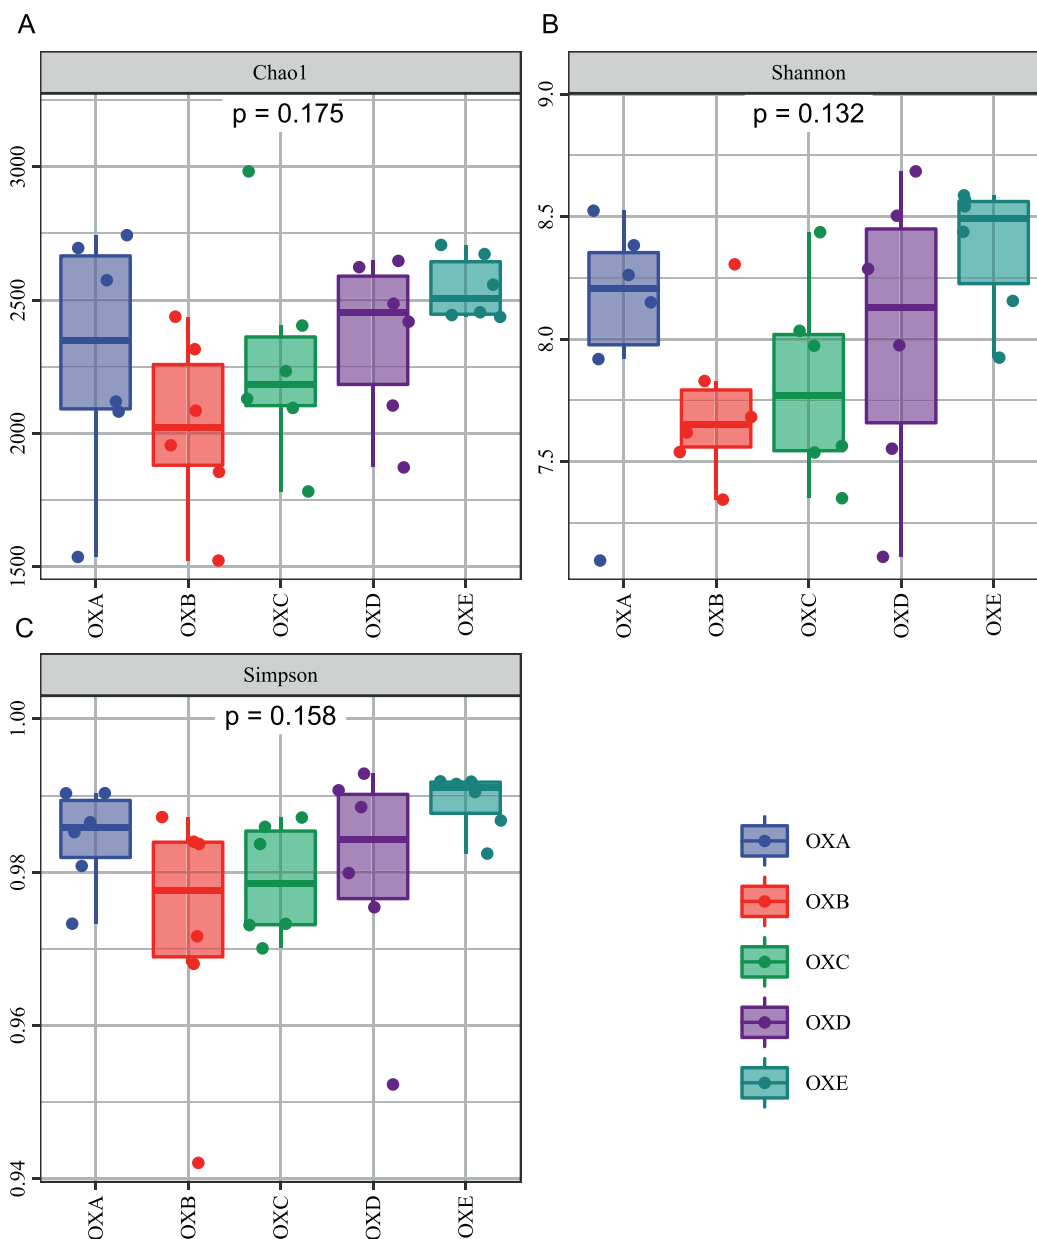 A
Chao1
p = 0.175
3000
2500
2000
1500
OXA
OXB
OXC
OXD
OXE
B
Shannon
p = 0.132
9.0
8.5
8.0
7.5
OXA
OXB
OXC
OXD
OXE
C
Simpson
p = 0.158
1.00
0.98
0.96
0.94
OXA
OXB
OXC
OXD
OXE
OXA
OXB
OXC
OXD
OXE